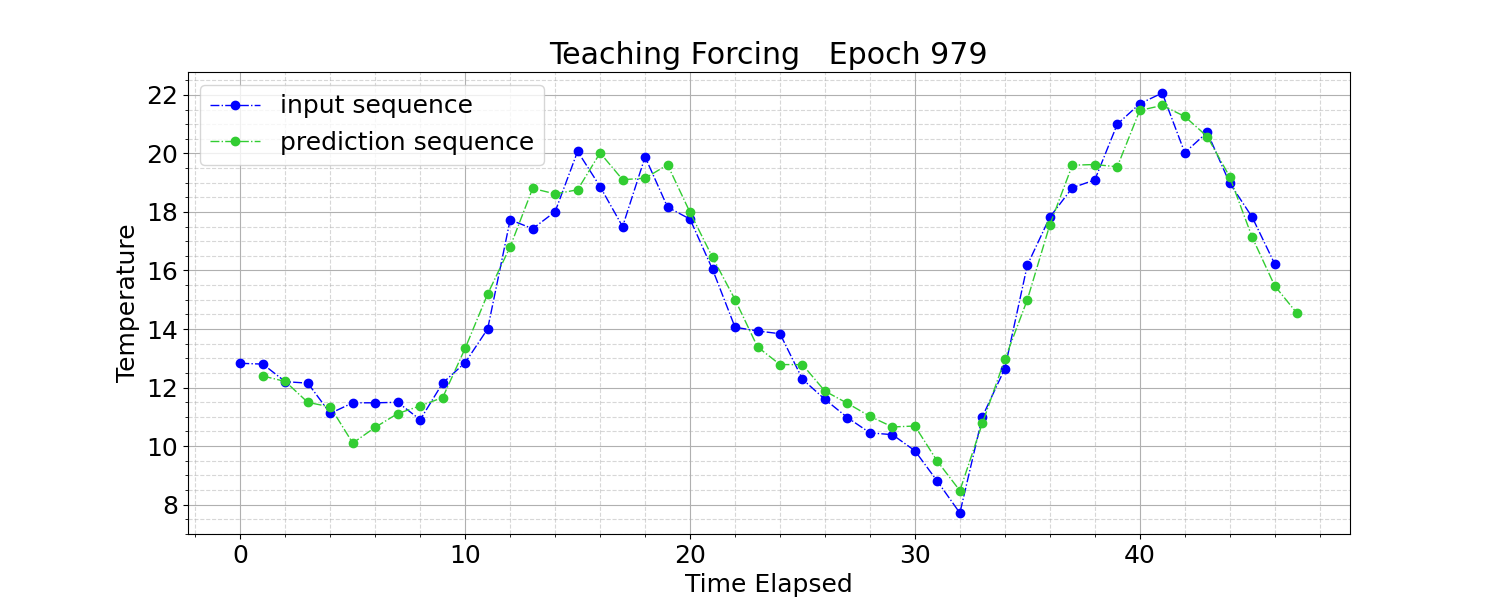 Teaching Forcing   Epoch 979
input sequence
prediction sequence
Temperature
22
20
18
16
14
12
10
8
0 10 20 30 40
Time Elapsed